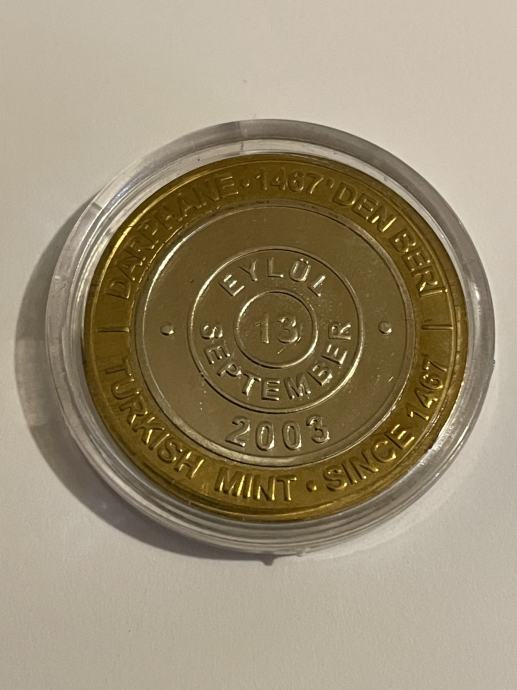 DARPHANE · 1467'DEN BERİ
EYLÜL
13
SEPTEMBER
2003
TURKISH MINT · SINCE 1467